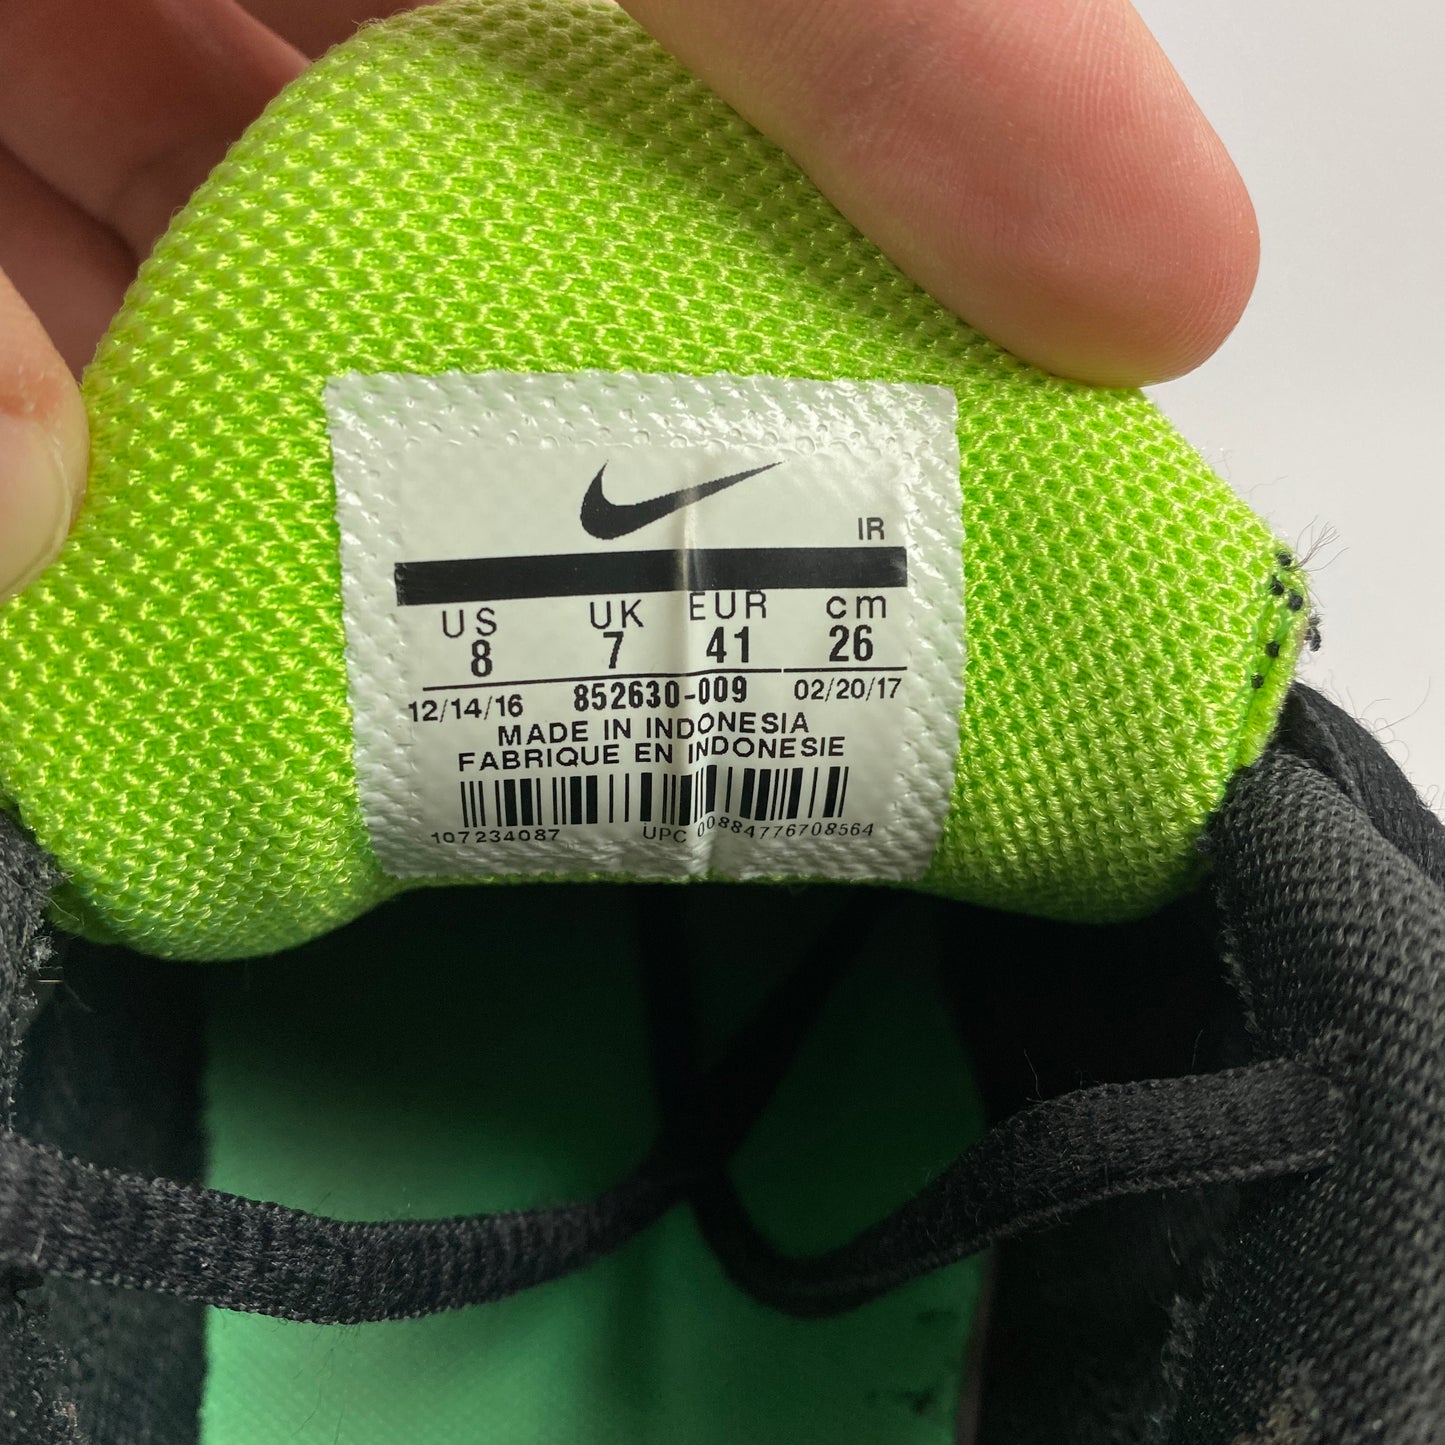 IR
US UK EUR cm
8 7 41 26
12/14/16 852630-009 02/20/17
MADE IN INDONESIA
FABRIQUE EN INDONESIE
107234087 UPC 00884776708564